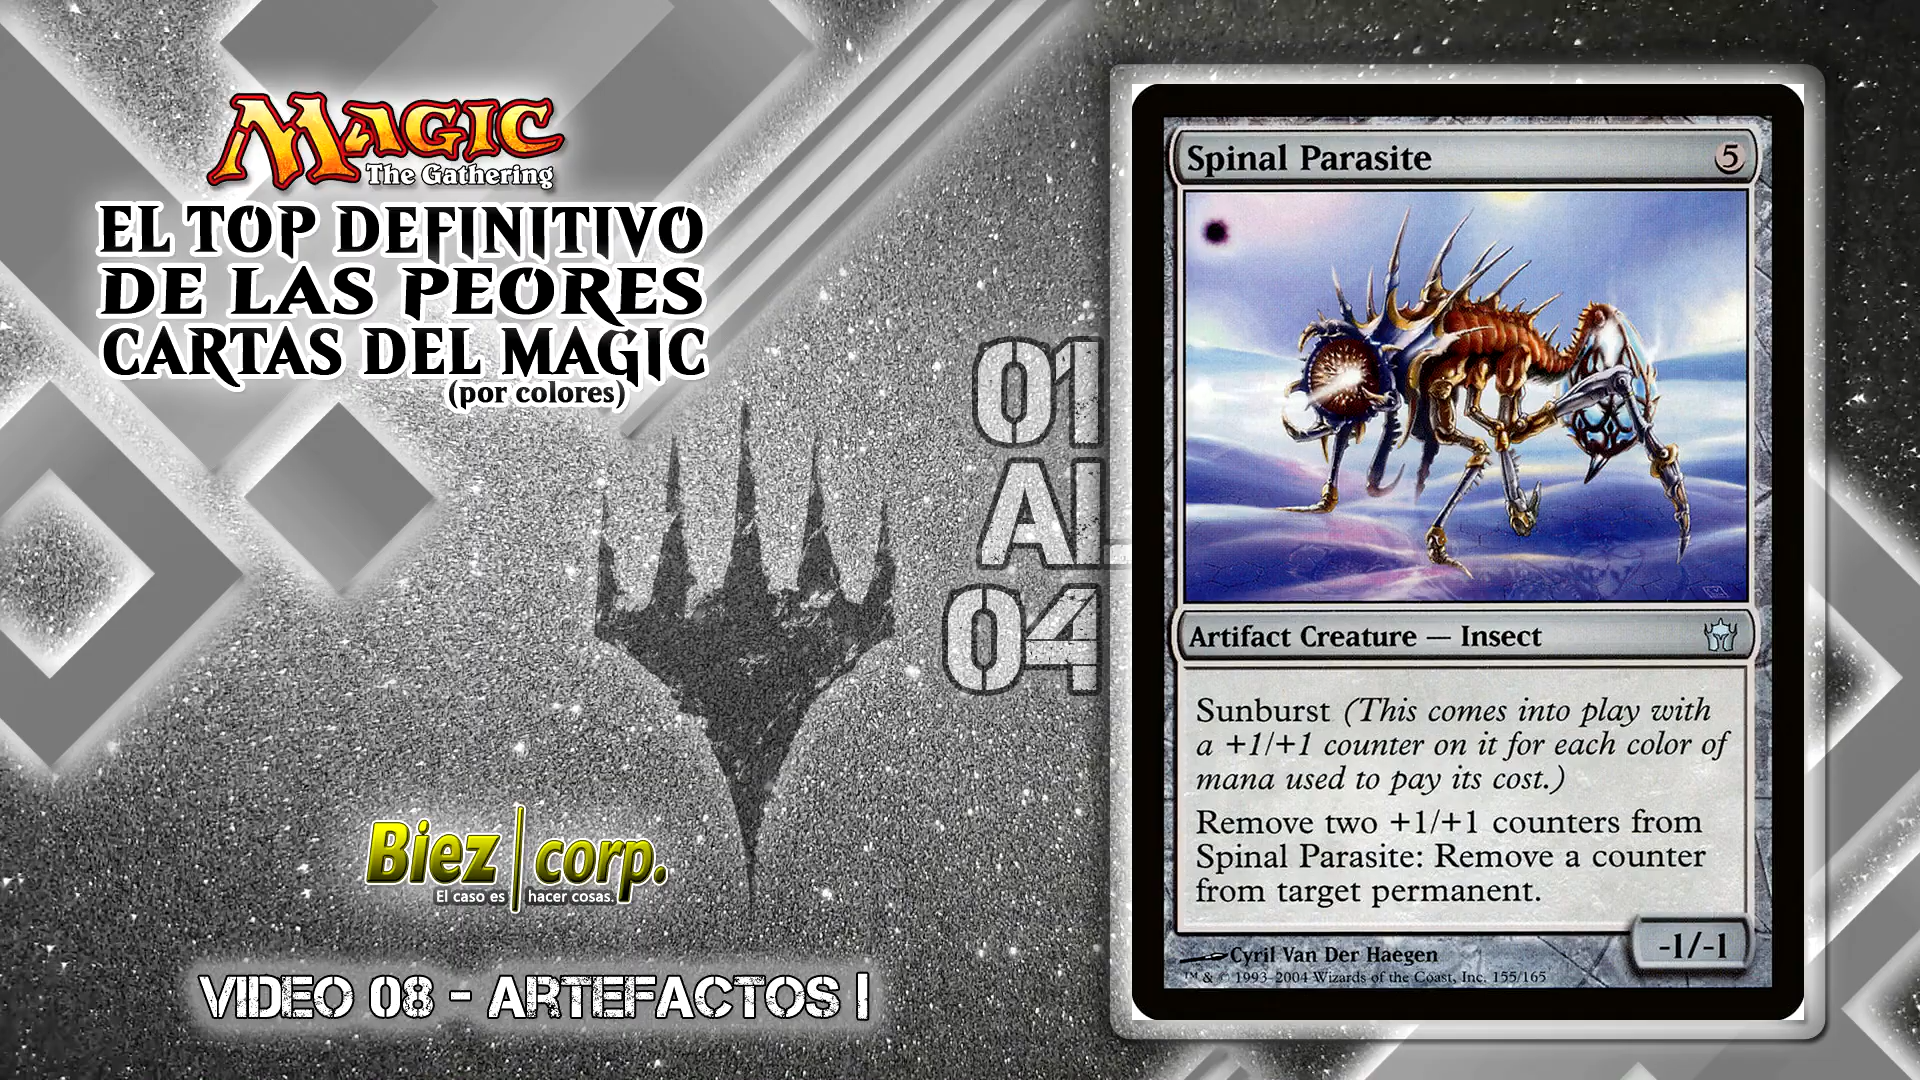 MAGIC
The Gathering
EL TOP DEFINITIVO
DE LAS PEORES
CARTAS DEL MAGIC
(por colores)
01
AL
04
Biez corp.
El caso es hacer cosas.
VIDEO 08 - ARTEFACTOS I
Spinal Parasite 5
Artifact Creature — Insect
Sunburst (This comes into play with
a +1/+1 counter on it for each color of
mana used to pay its cost.)
Remove two +1/+1 counters from
Spinal Parasite: Remove a counter
from target permanent.
-1/-1
Cyril Van Der Haegen
™ & © 1993–2004 Wizards of the Coast, Inc. 155/165